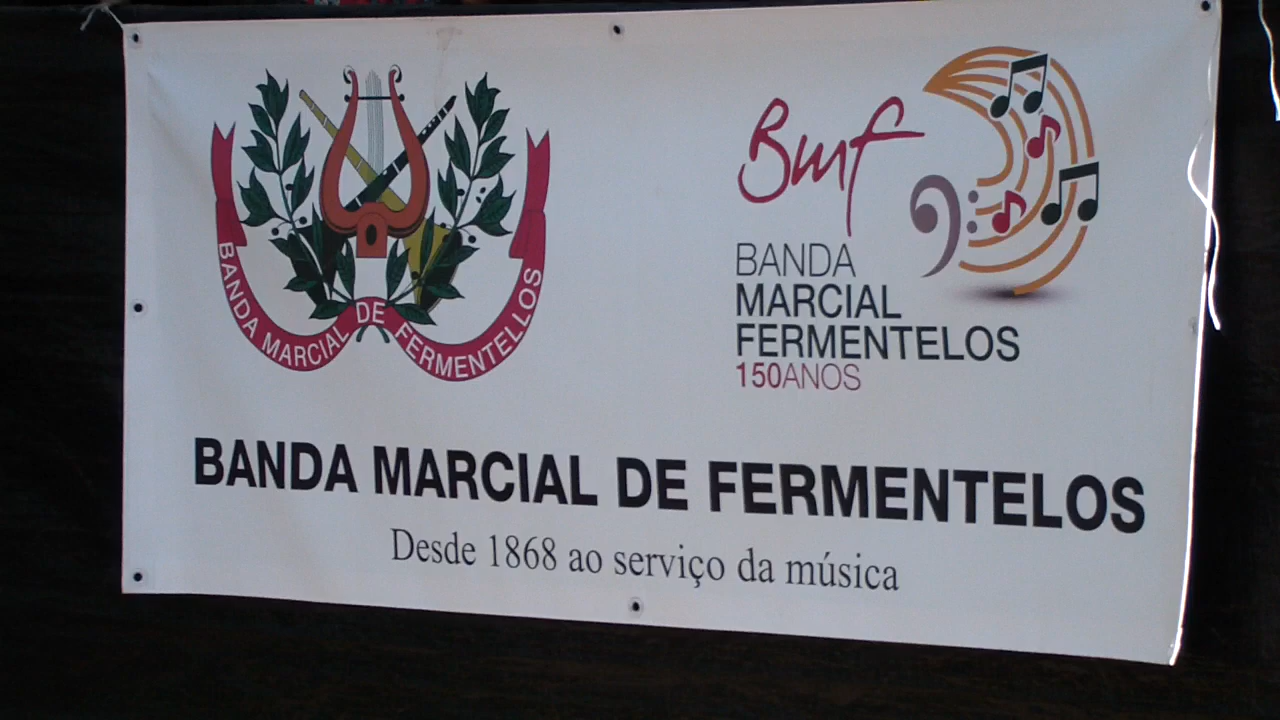 BANDA MARCIAL DE FERMENTELLOS
Bmf
BANDA
MARCIAL
FERMENTELOS
150ANOS
BANDA MARCIAL DE FERMENTELOS
Desde 1868 ao serviço da música